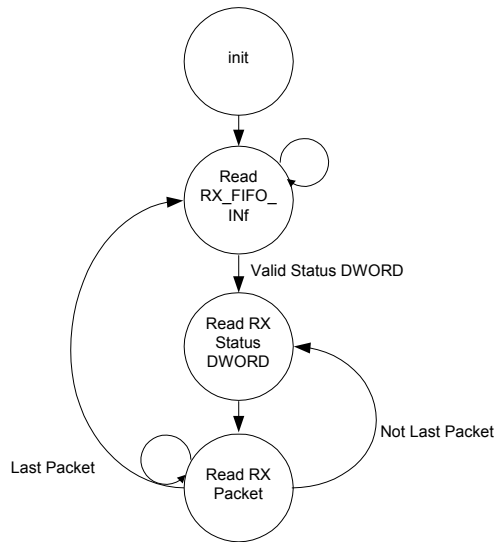 init
Read
RX_FIFO_
INf
Valid Status DWORD
Read RX
Status
DWORD
Not Last Packet
Last Packet
Read RX
Packet